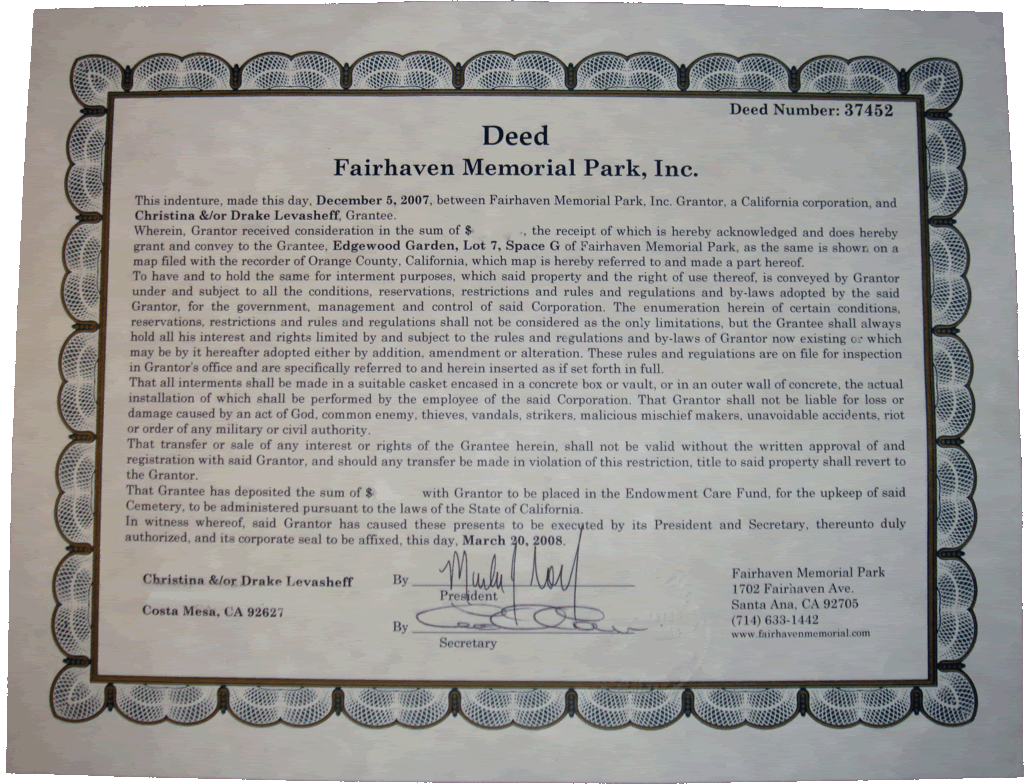 Deed Number: 37452
Deed
Fairhaven Memorial Park, Inc.
This indenture, made this day, December 5, 2007, between Fairhaven Memorial Park, Inc. Grantor, a California corporation, and
Christina &/or Drake Levasheff, Grantee.
Wherein, Grantor received consideration in the sum of $ ., the receipt of which is hereby acknowledged and does hereby
grant and convey to the Grantee, Edgewood Garden, Lot 7, Space G of Fairhaven Memorial Park, as the same is shown on a
map filed with the recorder of Orange County, California, which map is hereby referred to and made a part hereof.
To have and to hold the same for interment purposes, which said property and the right of use thereof, is conveyed by Grantor
under and subject to all the conditions, reservations, restrictions and rules and regulations and by-laws adopted by the said
Grantor, for the government, management and control of said Corporation. The enumeration herein of certain conditions,
reservations, restrictions and rules and regulations shall not be considered as the only limitations, but the Grantee shall always
hold all his interest and rights limited by and subject to the rules and regulations and by-laws of Grantor now existing or which
may be by it hereafter adopted either by addition, amendment or alteration. These rules and regulations are on file for inspection
in Grantor's office and are specifically referred to and herein inserted as if set forth in full.
That all interments shall be made in a suitable casket encased in a concrete box or vault, or in an outer wall of concrete, the actual
installation of which shall be performed by the employee of the said Corporation. That Grantor shall not be liable for loss or
damage caused by an act of God, common enemy, thieves, vandals, strikers, malicious mischief makers, unavoidable accidents, riot
or order of any military or civil authority.
That transfer or sale of any interest or rights of the Grantee herein, shall not be valid without the written approval of and
registration with said Grantor, and should any transfer be made in violation of this restriction, title to said property shall revert to
the Grantor.
That Grantee has deposited the sum of $ with Grantor to be placed in the Endowment Care Fund, for the upkeep of said
Cemetery, to be administered pursuant to the laws of the State of California.
In witness whereof, said Grantor has caused these presents to be executed by its President and Secretary, thereunto duly
authorized, and its corporate seal to be affixed, this day, March 20, 2008.
Christina &/or Drake Levasheff
Costa Mesa, CA 92627
By
President
By
Secretary
Fairhaven Memorial Park
1702 Fairhaven Ave.
Santa Ana, CA 92705
(714) 633-1442
www.fairhavenmemorial.com